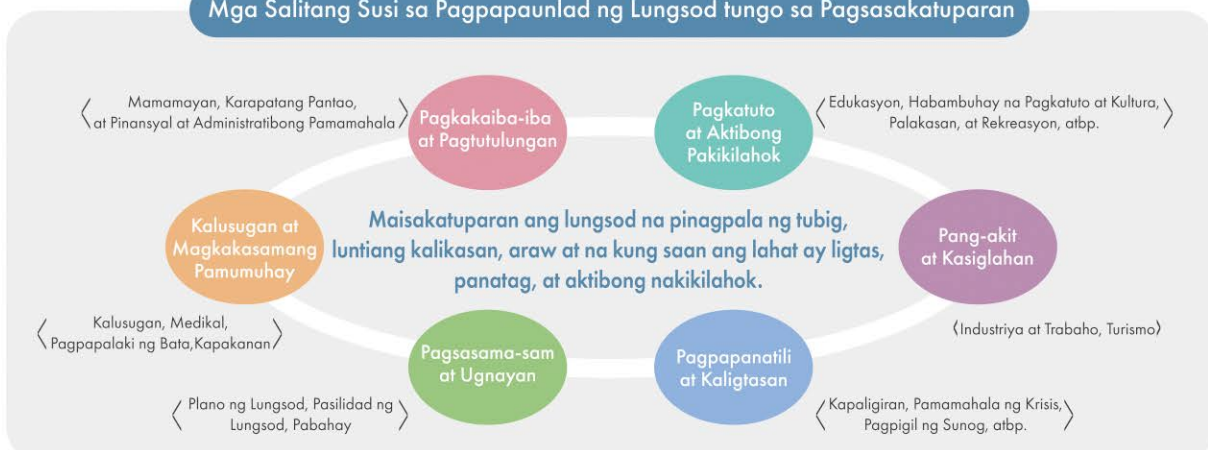 Mga Salitang Susi sa Pagpapaunlad ng Lungsod tungo sa Pagsasakatuparan
〈Mamamayan, Karapatang Pantao,
at Pinansyal at Administratibong Pamamahala〉
Pagkakaiba-iba
at Pagtutulungan
Pagkatuto
at Aktibong
Pakikilahok
〈Edukasyon, Habambuhay na Pagkatuto at Kultura,
Palakasan, at Rekreasyon, atbp.〉
Kalusugan at
Magkakasamang
Pamumuhay
Maisakatuparan ang lungsod na pinagpala ng tubig,
luntiang kalikasan, araw at na kung saan ang lahat ay ligtas,
panatag, at aktibong nakikilahok.
Pang-akit
at Kasiglahan
〈Kalusugan, Medikal,
Pagpapalaki ng Bata,Kapakanan〉
〈Industriya at Trabaho, Turismo〉
Pagsasama-sam
at Ugnayan
Pagpapanatili
at Kaligtasan
〈Plano ng Lungsod, Pasilidad ng
Lungsod, Pabahay〉
〈Kapaligiran, Pamamahala ng Krisis,
Pagpigil ng Sunog, atbp.〉